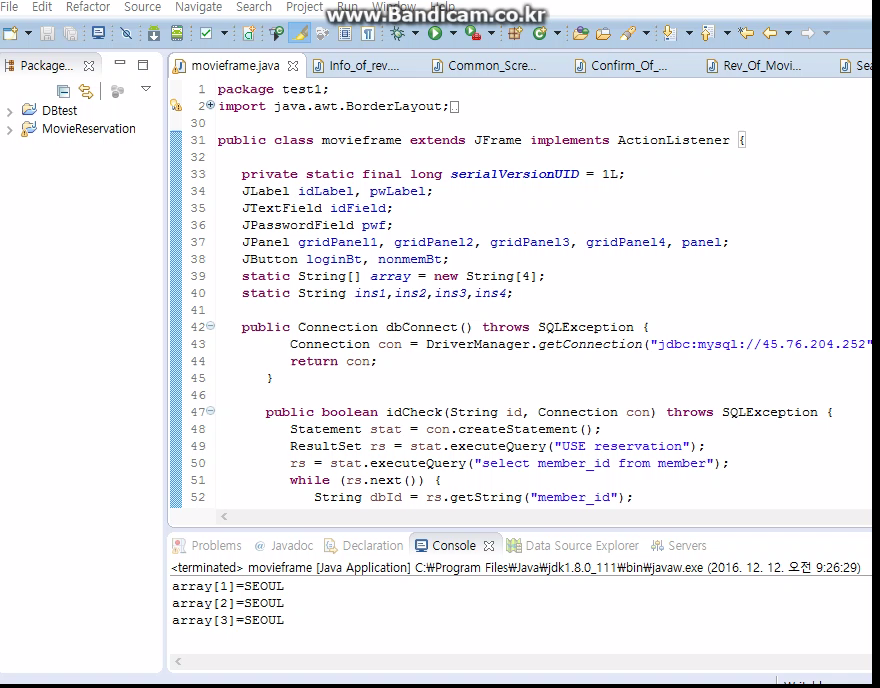 File Edit Refactor Source Navigate Search Project Run Window Help
www.Bandicam.co.kr
Package...
DBtest
MovieReservation
movieframe.java Info_of_rev.... Common_Scre... Confirm_Of_... Rev_Of_Movi... Sea
1 package test1;
2 import java.awt.BorderLayout;
30
31 public class movieframe extends JFrame implements ActionListener {
32
33 private static final long serialVersionUID = 1L;
34 JLabel idLabel, pwLabel;
35 JTextField idField;
36 JPasswordField pwf;
37 JPanel gridPanel1, gridPanel2, gridPanel3, gridPanel4, panel;
38 JButton loginBt, nonmemBt;
39 static String[] array = new String[4];
40 static String ins1,ins2,ins3,ins4;
41
42 public Connection dbConnect() throws SQLException {
43 Connection con = DriverManager.getConnection("jdbc:mysql://45.76.204.252"
44 return con;
45 }
46
47 public boolean idCheck(String id, Connection con) throws SQLException {
48 Statement stat = con.createStatement();
49 ResultSet rs = stat.executeQuery("USE reservation");
50 rs = stat.executeQuery("select member_id from member");
51 while (rs.next()) {
52 String dbId = rs.getString("member_id");
Problems @ Javadoc Declaration Console Data Source Explorer Servers
<terminated> movieframe [Java Application] C:₩Program Files₩Java₩jdk1.8.0_111₩bin₩javaw.exe (2016. 12. 12. 오전 9:26:29)
array[1]=SEOUL
array[2]=SEOUL
array[3]=SEOUL